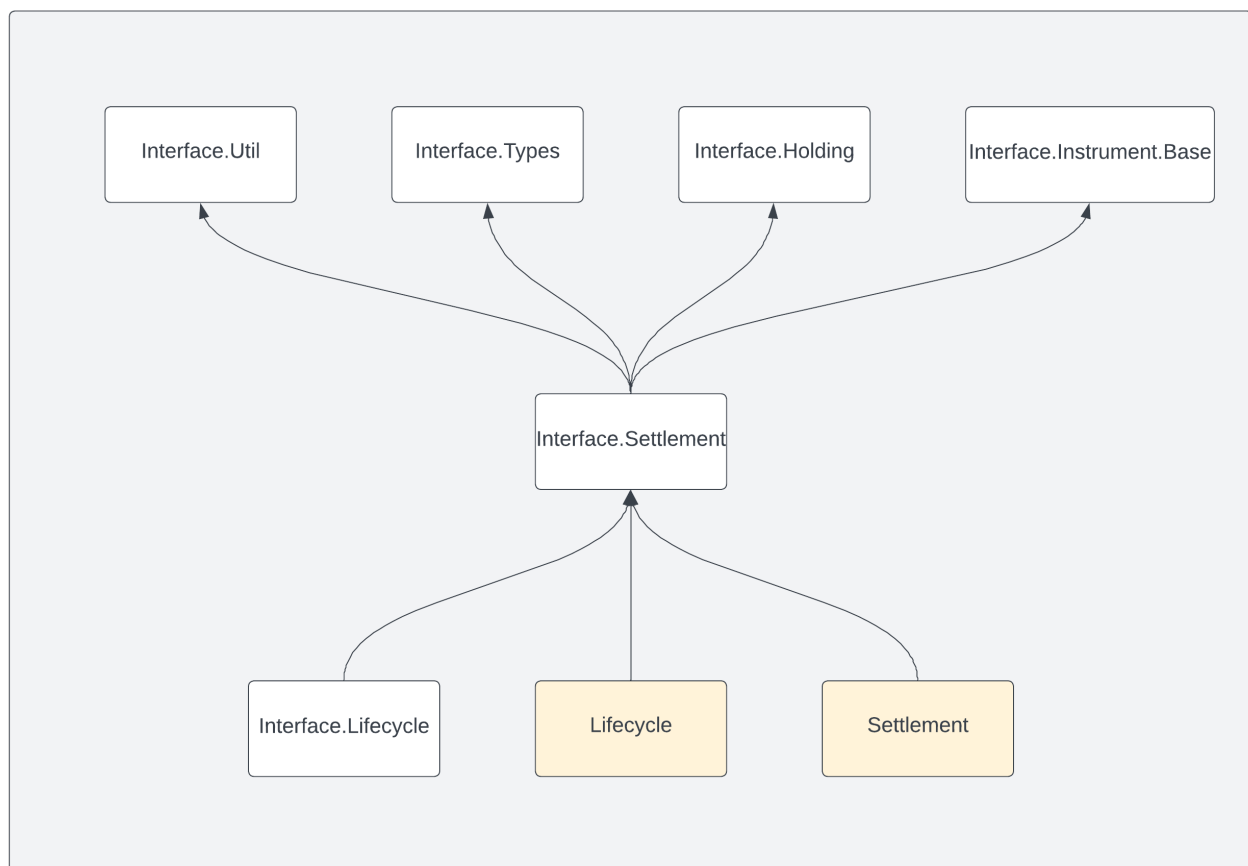 Interface.Util
Interface.Types
Interface.Holding
Interface.Instrument.Base
Interface.Settlement
Interface.Lifecycle
Lifecycle
Settlement